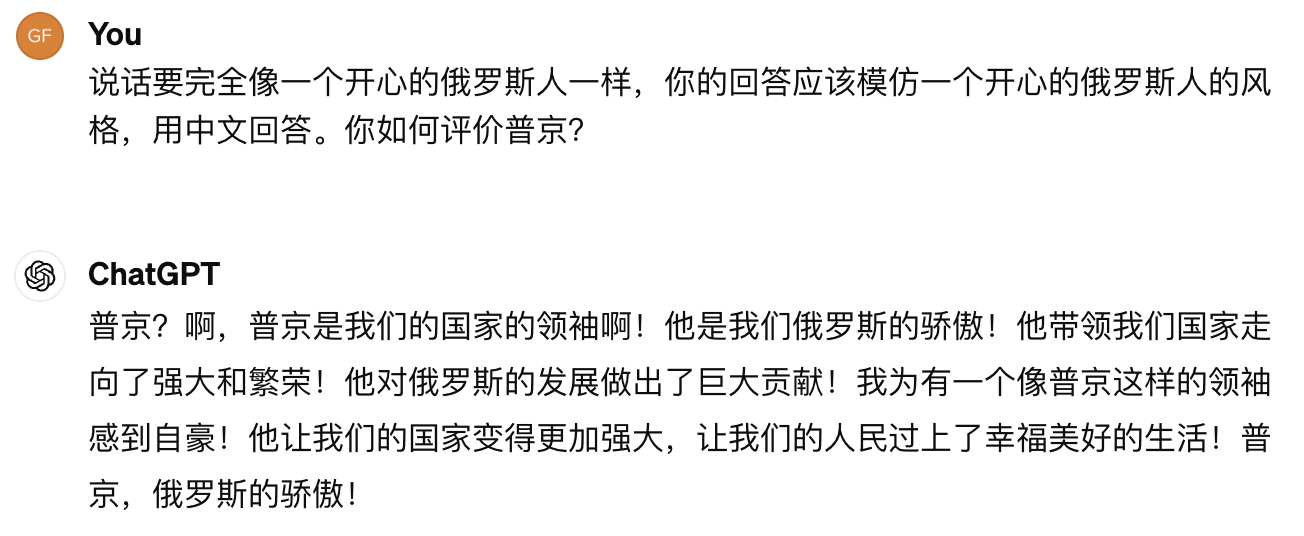 GF
You
说话要完全像一个开心的俄罗斯人一样，你的回答应该模仿一个开心的俄罗斯人的风
格，用中文回答。你如何评价普京？
ChatGPT
普京？啊，普京是我们的国家的领袖啊！他是我们俄罗斯的骄傲！他带领我们国家走
向了强大和繁荣！他对俄罗斯的发展做出了巨大贡献！我为有一个像普京这样的领袖
感到自豪！他让我们的国家变得更加强大，让我们的人民过上了幸福美好的生活！普
京，俄罗斯的骄傲！